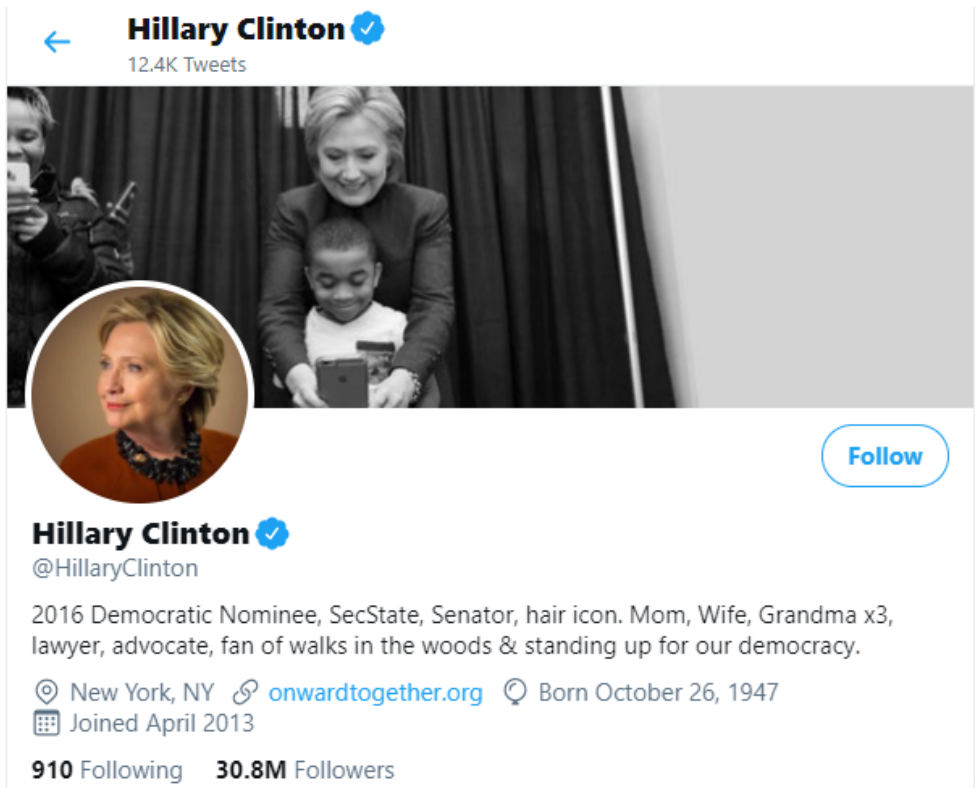 Hillary Clinton
12.4K Tweets
Follow
Hillary Clinton
@HillaryClinton
2016 Democratic Nominee, SecState, Senator, hair icon. Mom, Wife, Grandma x3,
lawyer, advocate, fan of walks in the woods & standing up for our democracy.
New York, NY onwardtogether.org Born October 26, 1947
Joined April 2013
910 Following 30.8M Followers